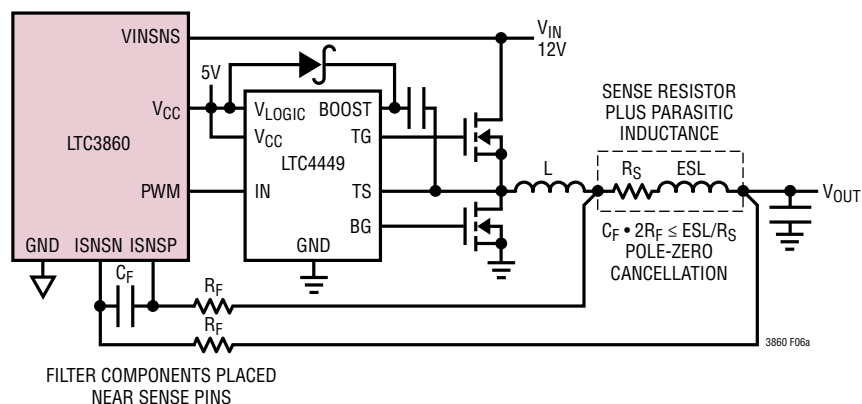 VINSNS
V_IN
12V
5V
V_CC
V_LOGIC
BOOST
SENSE RESISTOR
PLUS PARASITIC
INDUCTANCE
LTC3860
V_CC
TG
LTC4449
L
R_S
ESL
PWM
IN
TS
V_OUT
BG
C_F • 2R_F ≤ ESL/R_S
POLE-ZERO
CANCELLATION
GND
ISNSN
ISNSP
GND
C_F
R_F
R_F
3860 F06a
FILTER COMPONENTS PLACED
NEAR SENSE PINS